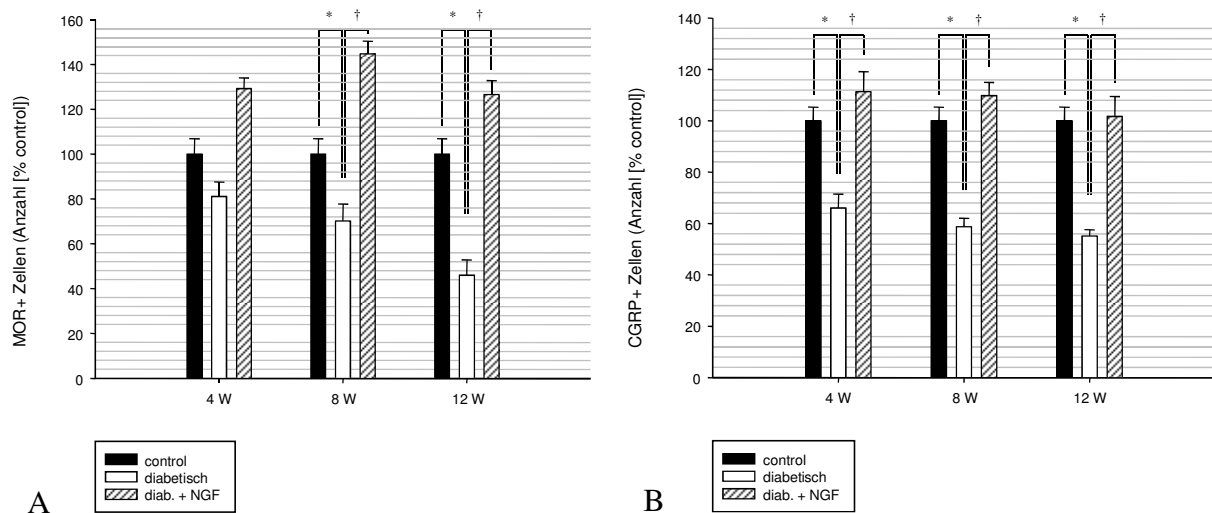 * † * †
160
140
120
100
80
60
40
20
0
MOR+ Zellen (Anzahl [% control])
4 W 8 W 12 W
control
diabetisch
diab. + NGF
A
* † * † * †
140
120
100
80
60
40
20
0
CGRP+ Zellen (Anzahl [% control])
4 W 8 W 12 W
control
diabetisch
diab. + NGF
B